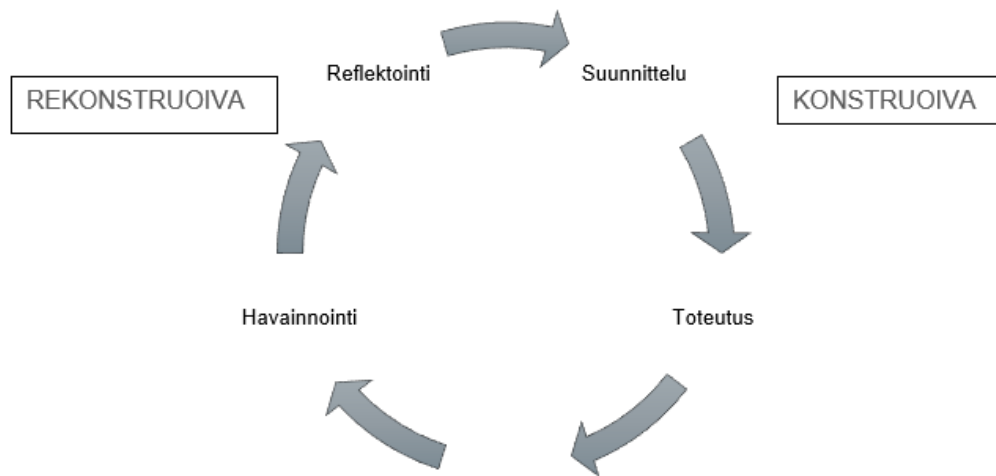 Reflektointi
Suunnittelu
REKONSTRUOIVA
KONSTRUOIVA
Havainnointi
Toteutus